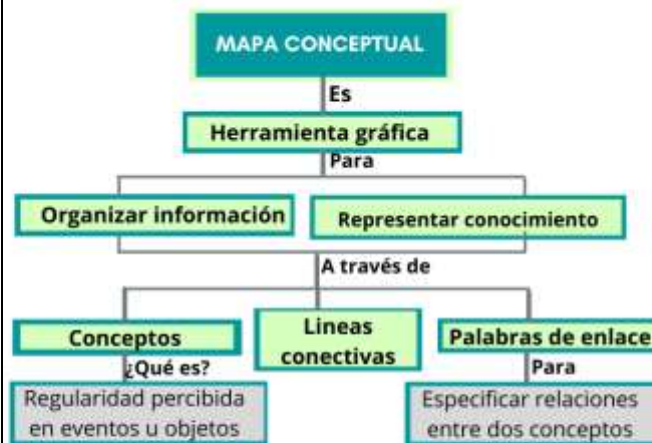 MAPA CONCEPTUAL
Es
Herramienta gráfica
Para
Organizar información
Representar conocimiento
A través de
Conceptos
Lineas
conectivas
Palabras de enlace
¿Qué es?
Para
Regularidad percibida
en eventos u objetos
Especificar relaciones
entre dos conceptos